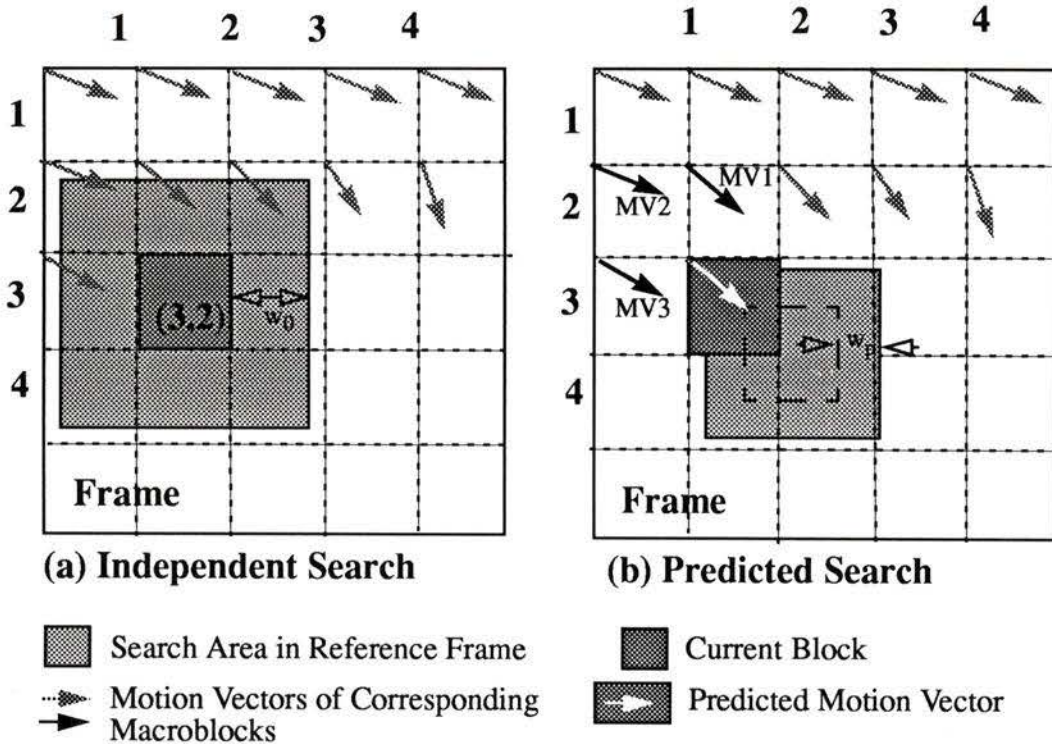 1 2 3 4
1 2 3 4
1
2
3
4
(3,2)
w0
Frame
1
2
3
4
MV1
MV2
MV3
wp
Frame
(a) Independent Search
(b) Predicted Search
Search Area in Reference Frame
Current Block
Motion Vectors of Corresponding
Macroblocks
Predicted Motion Vector